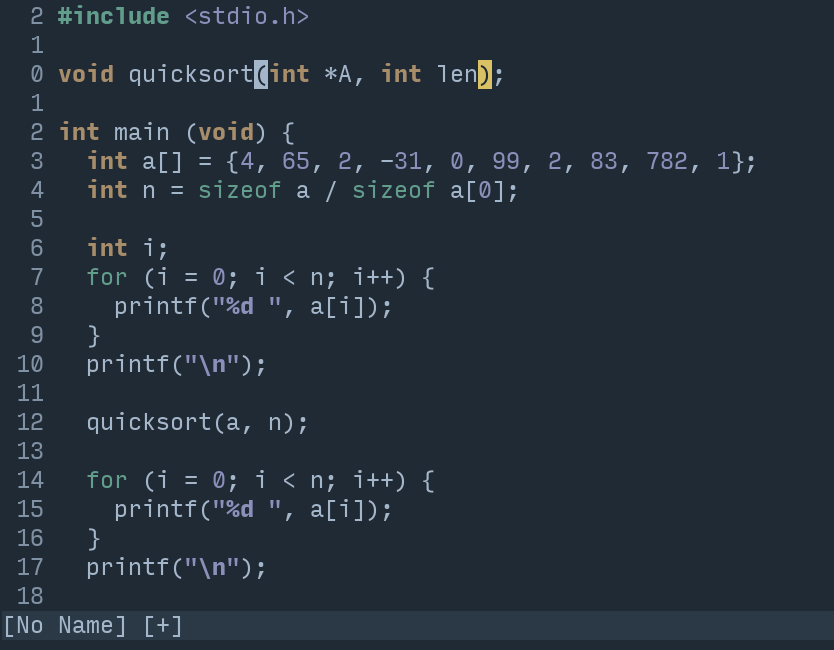 2 #include <stdio.h>
1
0 void quicksort(int *A, int len);
1
2 int main (void) {
3   int a[] = {4, 65, 2, -31, 0, 99, 2, 83, 782, 1};
4   int n = sizeof a / sizeof a[0];
5
6   int i;
7   for (i = 0; i < n; i++) {
8     printf("%d ", a[i]);
9   }
10   printf("\n");
11
12   quicksort(a, n);
13
14   for (i = 0; i < n; i++) {
15     printf("%d ", a[i]);
16   }
17   printf("\n");
18
[No Name] [+]